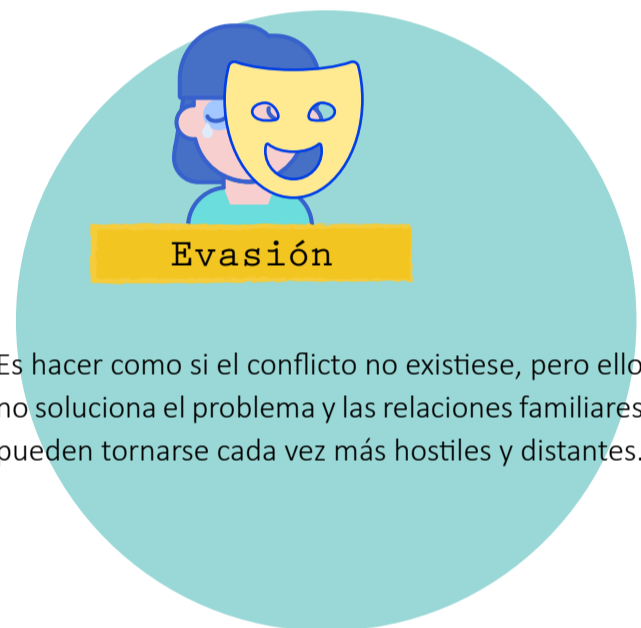 Evasión
Es hacer como si el conflicto no existiese, pero ello
no soluciona el problema y las relaciones familiares
pueden tornarse cada vez más hostiles y distantes.